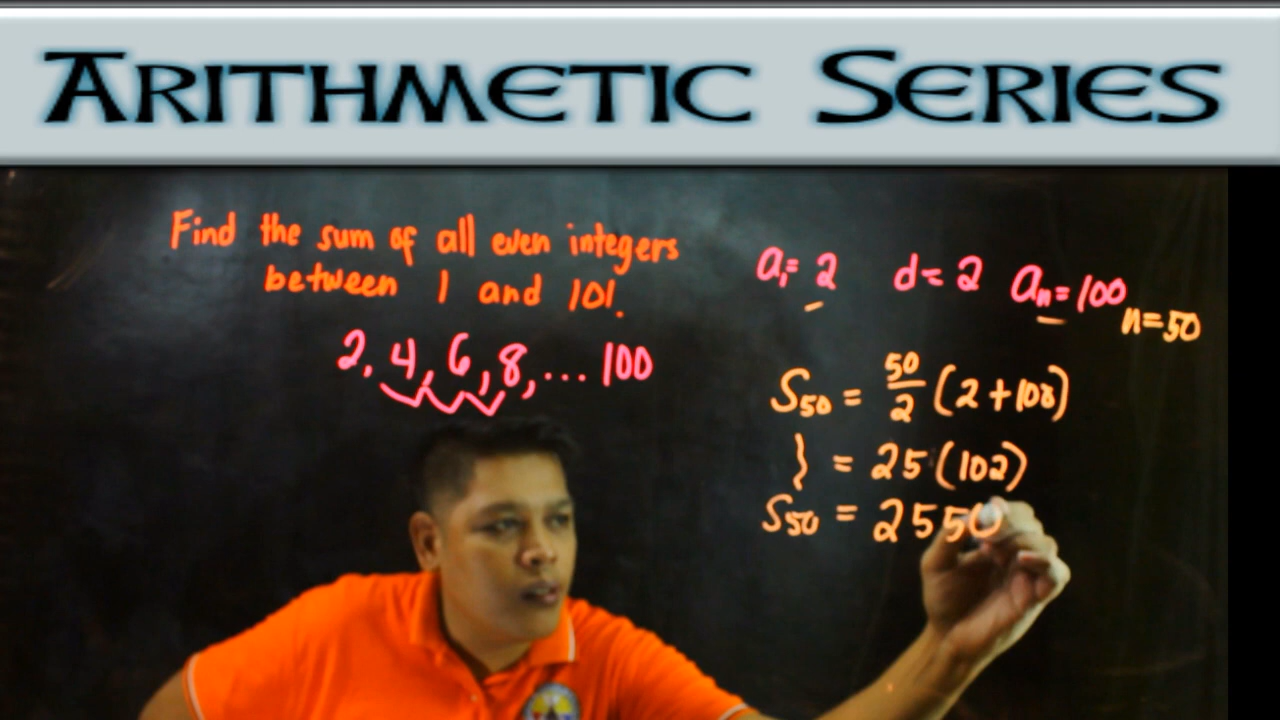 ARITHMETIC SERIES
Find the sum of all even integers
between 1 and 101.
2, 4, 6, 8, ... 100
a₁ = 2 d = 2 aₙ = 100
n = 50
S₅₀ = 50/2 (2 + 100)
} = 25 (102)
S₅₀ = 2550